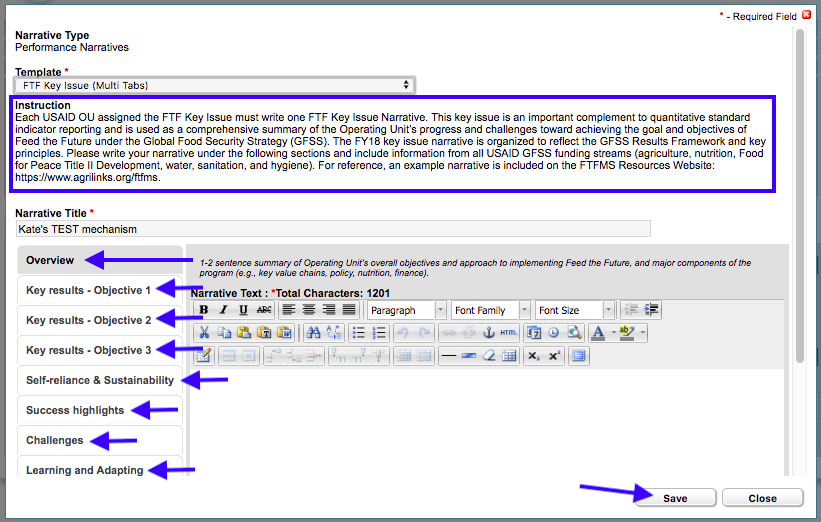 * - Required Field
Narrative Type
Performance Narratives
Template *
FTF Key Issue (Multi Tabs)
Instruction
Each USAID OU assigned the FTF Key Issue must write one FTF Key Issue Narrative. This key issue is an important complement to quantitative standard
indicator reporting and is used as a comprehensive summary of the Operating Unit's progress and challenges toward achieving the goal and objectives of
Feed the Future under the Global Food Security Strategy (GFSS). The FY18 key issue narrative is organized to reflect the GFSS Results Framework and key
principles. Please write your narrative under the following sections and include information from all USAID GFSS funding streams (agriculture, nutrition, Food
for Peace Title II Development, water, sanitation, and hygiene). For reference, an example narrative is included on the FTFMS Resources Website:
https://www.agrilinks.org/ftfms.
Narrative Title *
Kate's TEST mechanism
Overview
Key results - Objective 1
Key results - Objective 2
Key results - Objective 3
Self-reliance & Sustainability
Success highlights
Challenges
Learning and Adapting
1-2 sentence summary of Operating Unit's overall objectives and approach to implementing Feed the Future, and major components of the
program (e.g., key value chains, policy, nutrition, finance).
Narrative Text : *Total Characters: 1201
B I U ABC Paragraph Font Family Font Size
HTML A ab
x₂ x²
Save Close